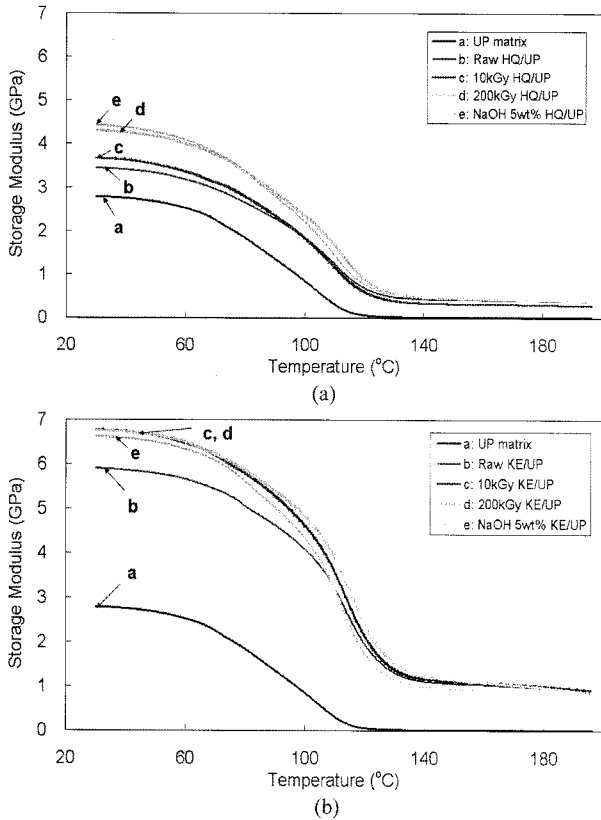 7
6
5
4
3
2
1
0
Storage Modulus (GPa)
a: UP matrix
b: Raw HQ/UP
c: 10kGy HQ/UP
d: 200kGy HQ/UP
e: NaOH 5wt% HQ/UP
e
d
c
b
a
20 60 100 140 180
Temperature (°C)
(a)
7
6
5
4
3
2
1
0
Storage Modulus (GPa)
a: UP matrix
b: Raw KE/UP
c: 10kGy KE/UP
d: 200kGy KE/UP
e: NaOH 5wt% KE/UP
c, d
e
b
a
20 60 100 140 180
Temperature (°C)
(b)